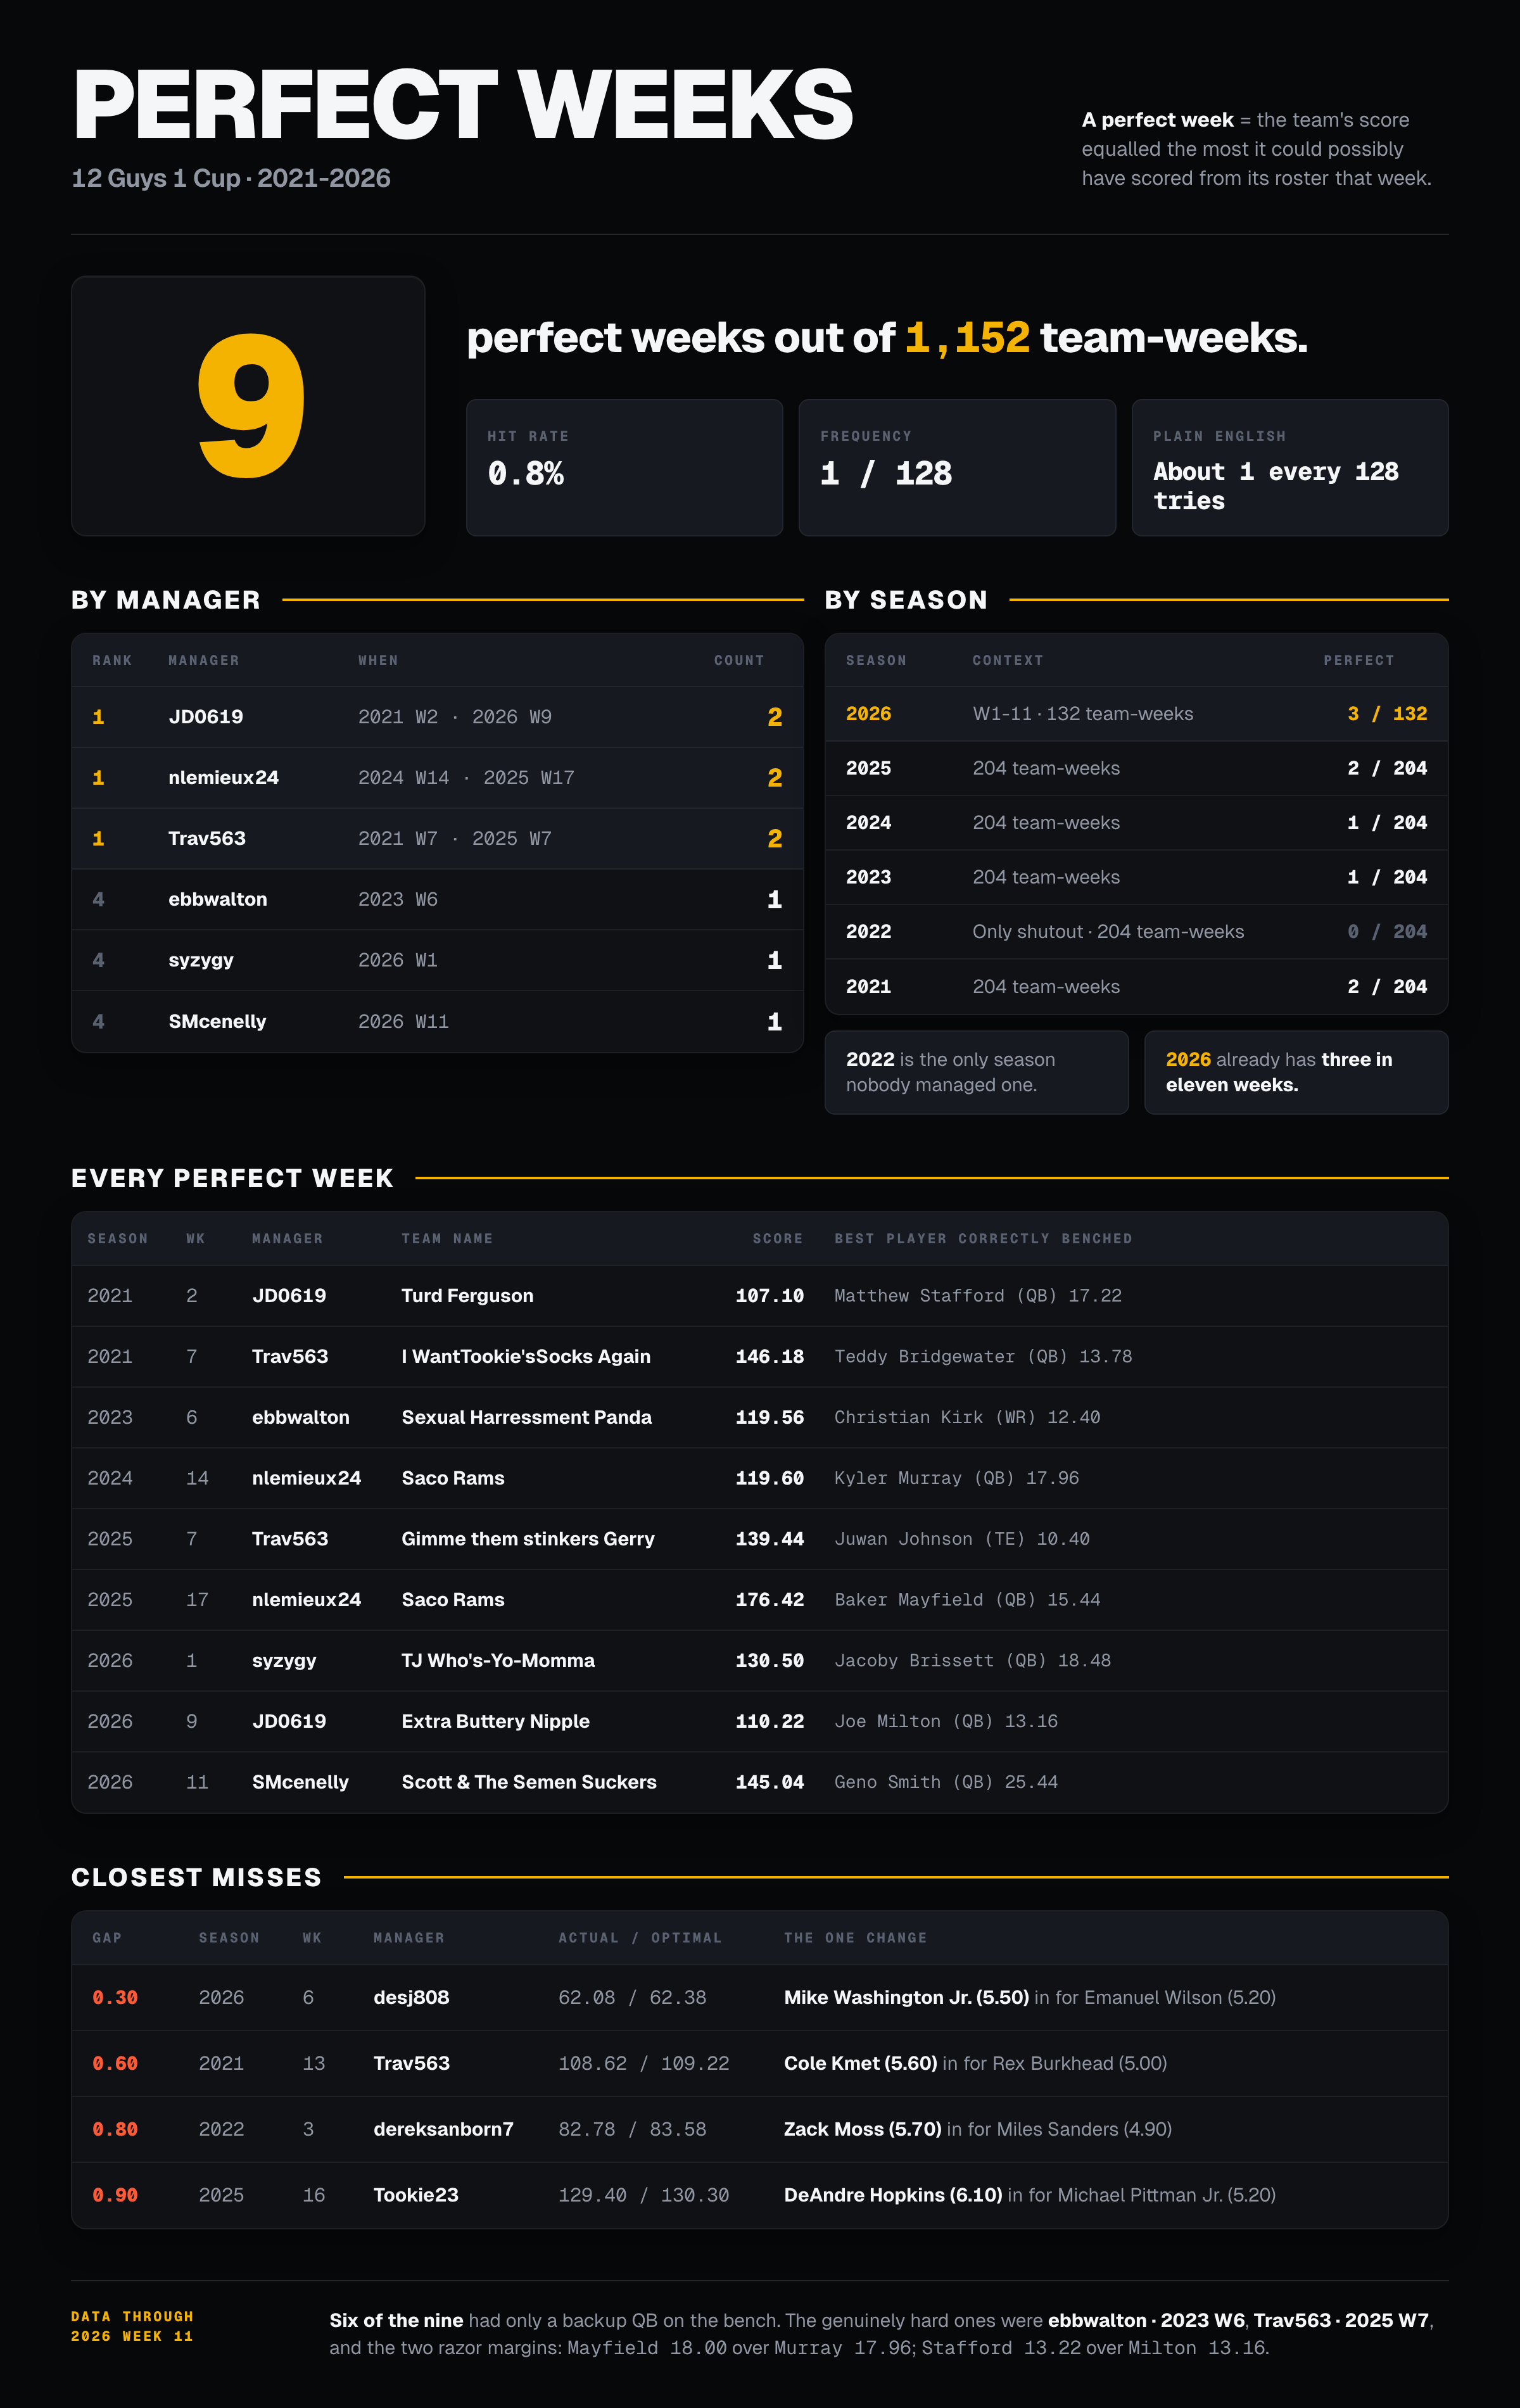 PERFECT WEEKS
12 Guys 1 Cup · 2021-2026
A perfect week = the team's score
equalled the most it could possibly
have scored from its roster that week.
9
perfect weeks out of 1,152 team-weeks.
HIT RATE
0.8%
FREQUENCY
1 / 128
PLAIN ENGLISH
About 1 every 128
tries
BY MANAGER
RANK MANAGER WHEN COUNT
1 JD0619 2021 W2 · 2026 W9 2
1 nlemieux24 2024 W14 · 2025 W17 2
1 Trav563 2021 W7 · 2025 W7 2
4 ebbwalton 2023 W6 1
4 syzygy 2026 W1 1
4 SMcenelly 2026 W11 1
BY SEASON
SEASON CONTEXT PERFECT
2026 W1-11 · 132 team-weeks 3 / 132
2025 204 team-weeks 2 / 204
2024 204 team-weeks 1 / 204
2023 204 team-weeks 1 / 204
2022 Only shutout · 204 team-weeks 0 / 204
2021 204 team-weeks 2 / 204
2022 is the only season
nobody managed one.
2026 already has three in
eleven weeks.
EVERY PERFECT WEEK
SEASON WK MANAGER TEAM NAME SCORE BEST PLAYER CORRECTLY BENCHED
2021 2 JD0619 Turd Ferguson 107.10 Matthew Stafford (QB) 17.22
2021 7 Trav563 I WantTookie'sSocks Again 146.18 Teddy Bridgewater (QB) 13.78
2023 6 ebbwalton Sexual Harressment Panda 119.56 Christian Kirk (WR) 12.40
2024 14 nlemieux24 Saco Rams 119.60 Kyler Murray (QB) 17.96
2025 7 Trav563 Gimme them stinkers Gerry 139.44 Juwan Johnson (TE) 10.40
2025 17 nlemieux24 Saco Rams 176.42 Baker Mayfield (QB) 15.44
2026 1 syzygy TJ Who's-Yo-Momma 130.50 Jacoby Brissett (QB) 18.48
2026 9 JD0619 Extra Buttery Nipple 110.22 Joe Milton (QB) 13.16
2026 11 SMcenelly Scott & The Semen Suckers 145.04 Geno Smith (QB) 25.44
CLOSEST MISSES
GAP SEASON WK MANAGER ACTUAL / OPTIMAL THE ONE CHANGE
0.30 2026 6 desj808 62.08 / 62.38 Mike Washington Jr. (5.50) in for Emanuel Wilson (5.20)
0.60 2021 13 Trav563 108.62 / 109.22 Cole Kmet (5.60) in for Rex Burkhead (5.00)
0.80 2022 3 dereksanborn7 82.78 / 83.58 Zack Moss (5.70) in for Miles Sanders (4.90)
0.90 2025 16 Tookie23 129.40 / 130.30 DeAndre Hopkins (6.10) in for Michael Pittman Jr. (5.20)
DATA THROUGH
2026 WEEK 11
Six of the nine had only a backup QB on the bench. The genuinely hard ones were ebbwalton · 2023 W6, Trav563 · 2025 W7,
and the two razor margins: Mayfield 18.00 over Murray 17.96; Stafford 13.22 over Milton 13.16.